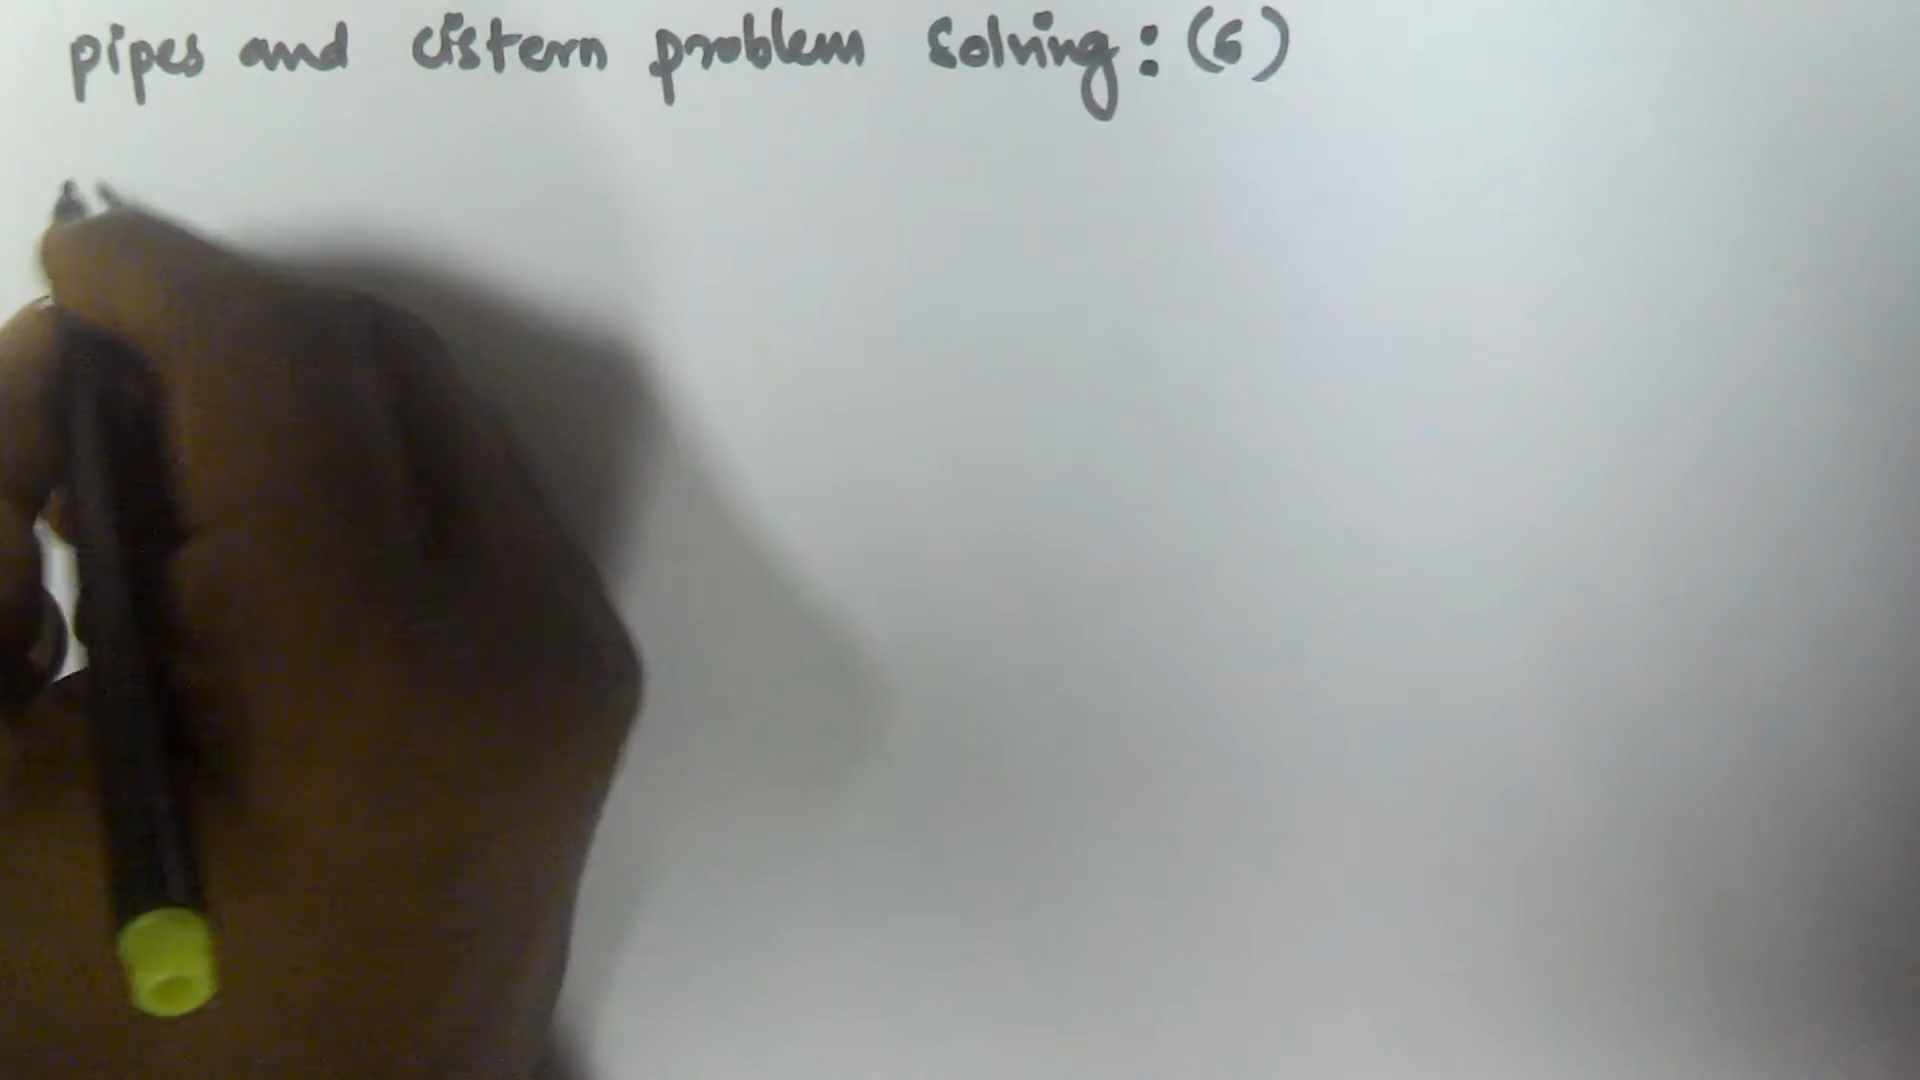 pipes and cistern problem solving: (6)